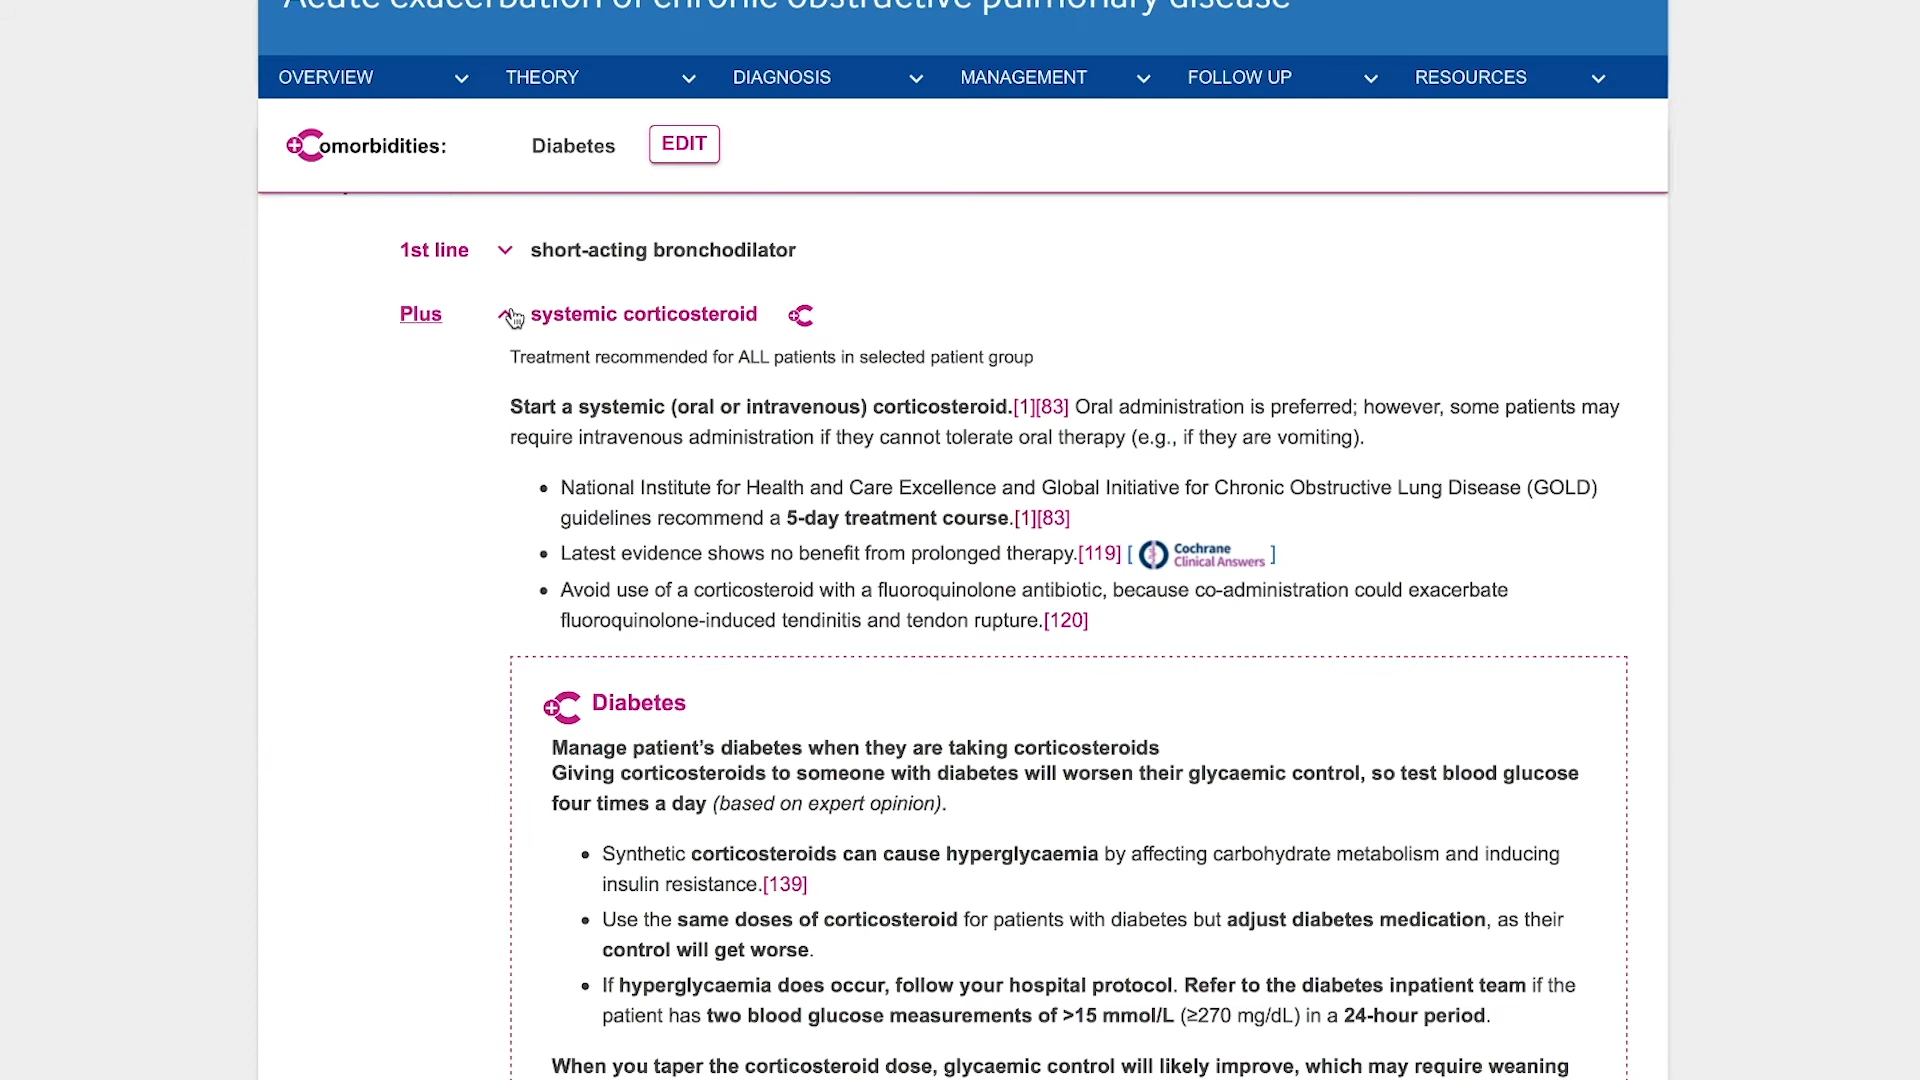 Acute exacerbation of chronic obstructive pulmonary disease
OVERVIEW THEORY DIAGNOSIS MANAGEMENT FOLLOW UP RESOURCES
Comorbidities: Diabetes EDIT
1st line short-acting bronchodilator
Plus systemic corticosteroid
Treatment recommended for ALL patients in selected patient group
Start a systemic (oral or intravenous) corticosteroid.[1][83] Oral administration is preferred; however, some patients may
require intravenous administration if they cannot tolerate oral therapy (e.g., if they are vomiting).
• National Institute for Health and Care Excellence and Global Initiative for Chronic Obstructive Lung Disease (GOLD)
guidelines recommend a 5-day treatment course.[1][83]
• Latest evidence shows no benefit from prolonged therapy.[119] [ Cochrane Clinical Answers ]
• Avoid use of a corticosteroid with a fluoroquinolone antibiotic, because co-administration could exacerbate
fluoroquinolone-induced tendinitis and tendon rupture.[120]
Diabetes
Manage patient’s diabetes when they are taking corticosteroids
Giving corticosteroids to someone with diabetes will worsen their glycaemic control, so test blood glucose
four times a day (based on expert opinion).
• Synthetic corticosteroids can cause hyperglycaemia by affecting carbohydrate metabolism and inducing
insulin resistance.[139]
• Use the same doses of corticosteroid for patients with diabetes but adjust diabetes medication, as their
control will get worse.
• If hyperglycaemia does occur, follow your hospital protocol. Refer to the diabetes inpatient team if the
patient has two blood glucose measurements of >15 mmol/L (≥270 mg/dL) in a 24-hour period.
When you taper the corticosteroid dose, glycaemic control will likely improve, which may require weaning